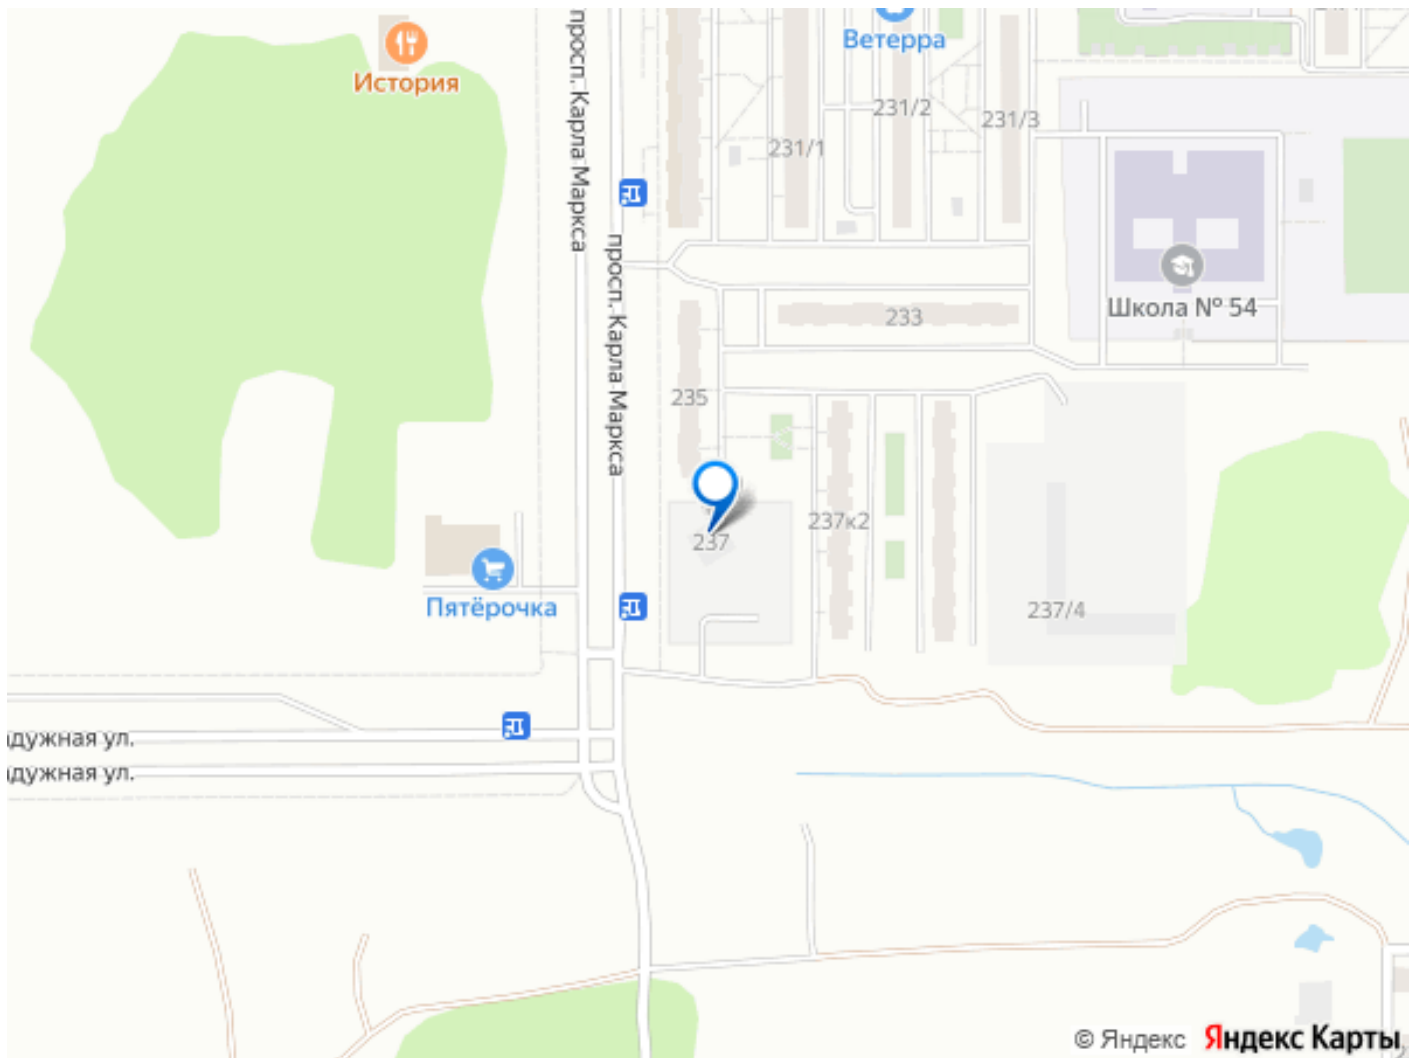 История
просп. Карла Маркса
просп. Карла Маркса
Ветерра
231/1
231/2
231/3
Школа № 54
233
235
237
237к2
237/4
Пятёрочка
дужная ул.
дужная ул.
© Яндекс Яндекс Карты